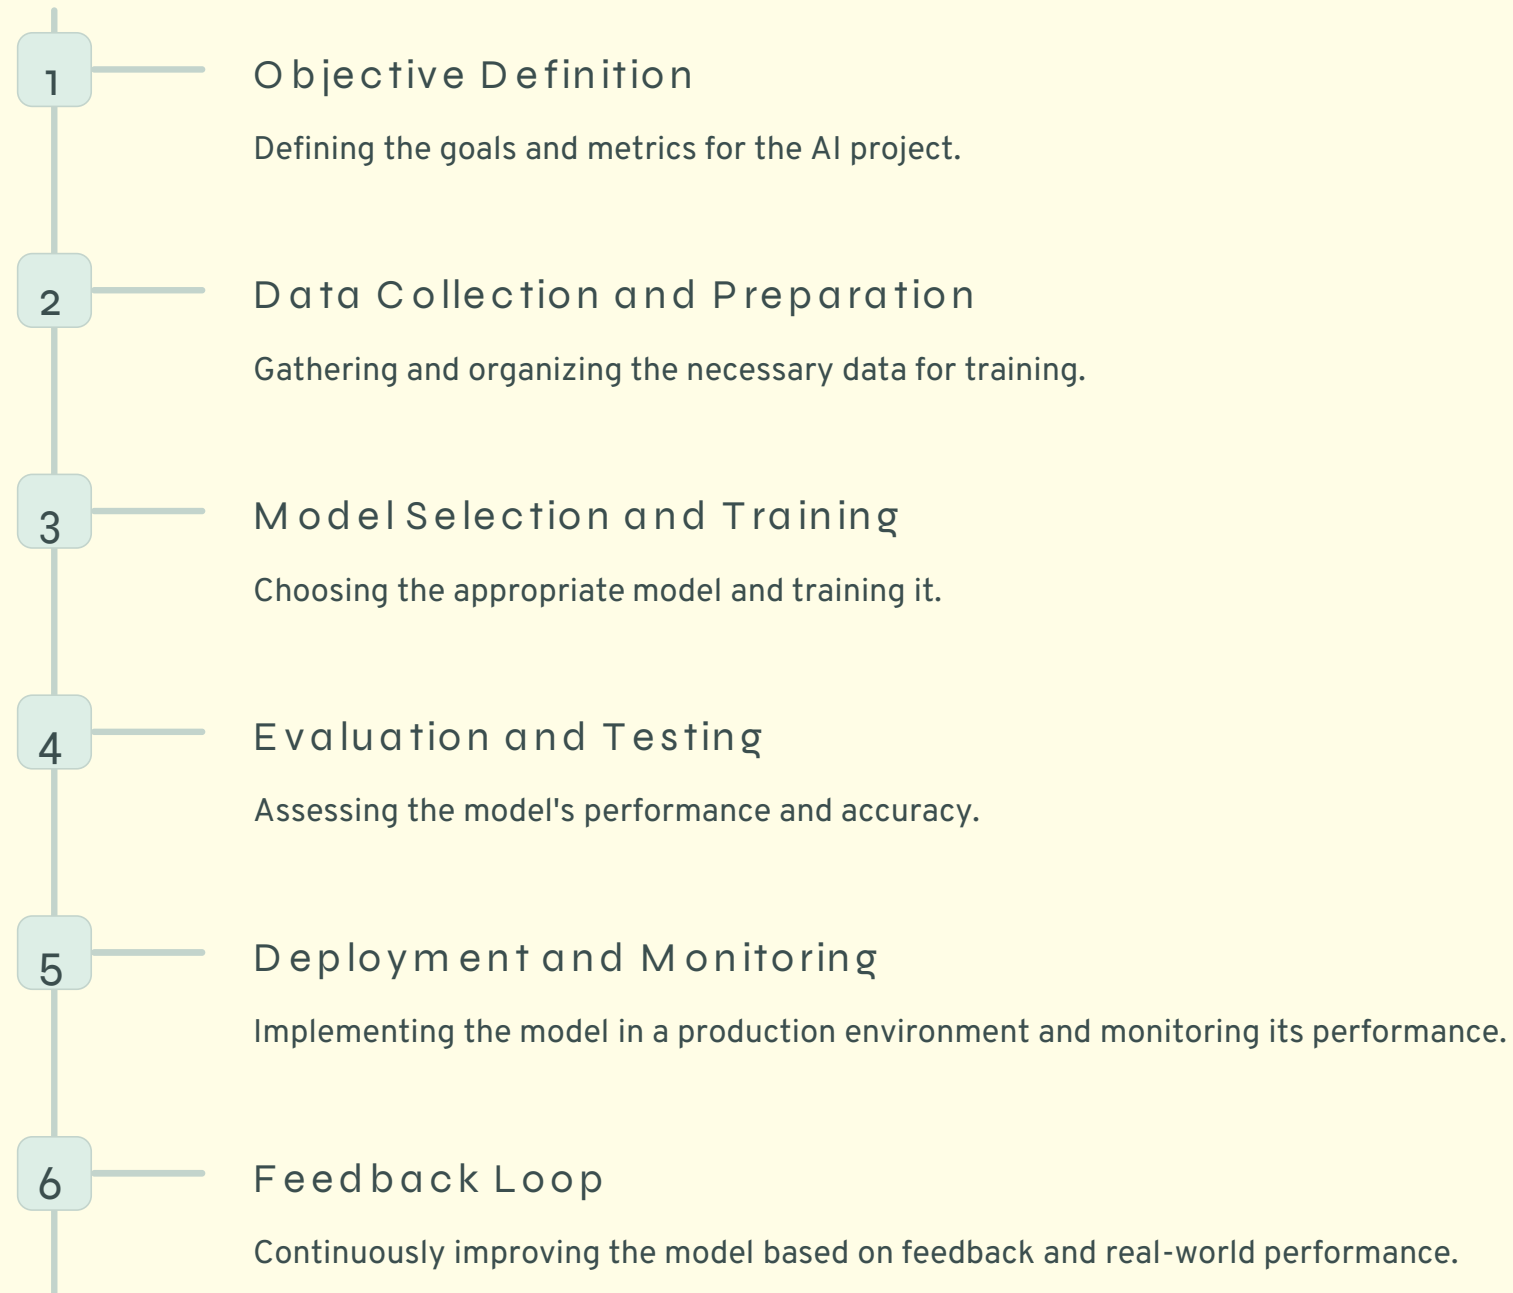 1
Objective Definition
Defining the goals and metrics for the AI project.
2
Data Collection and Preparation
Gathering and organizing the necessary data for training.
3
Model Selection and Training
Choosing the appropriate model and training it.
4
Evaluation and Testing
Assessing the model's performance and accuracy.
5
Deployment and Monitoring
Implementing the model in a production environment and monitoring its performance.
6
Feedback Loop
Continuously improving the model based on feedback and real-world performance.